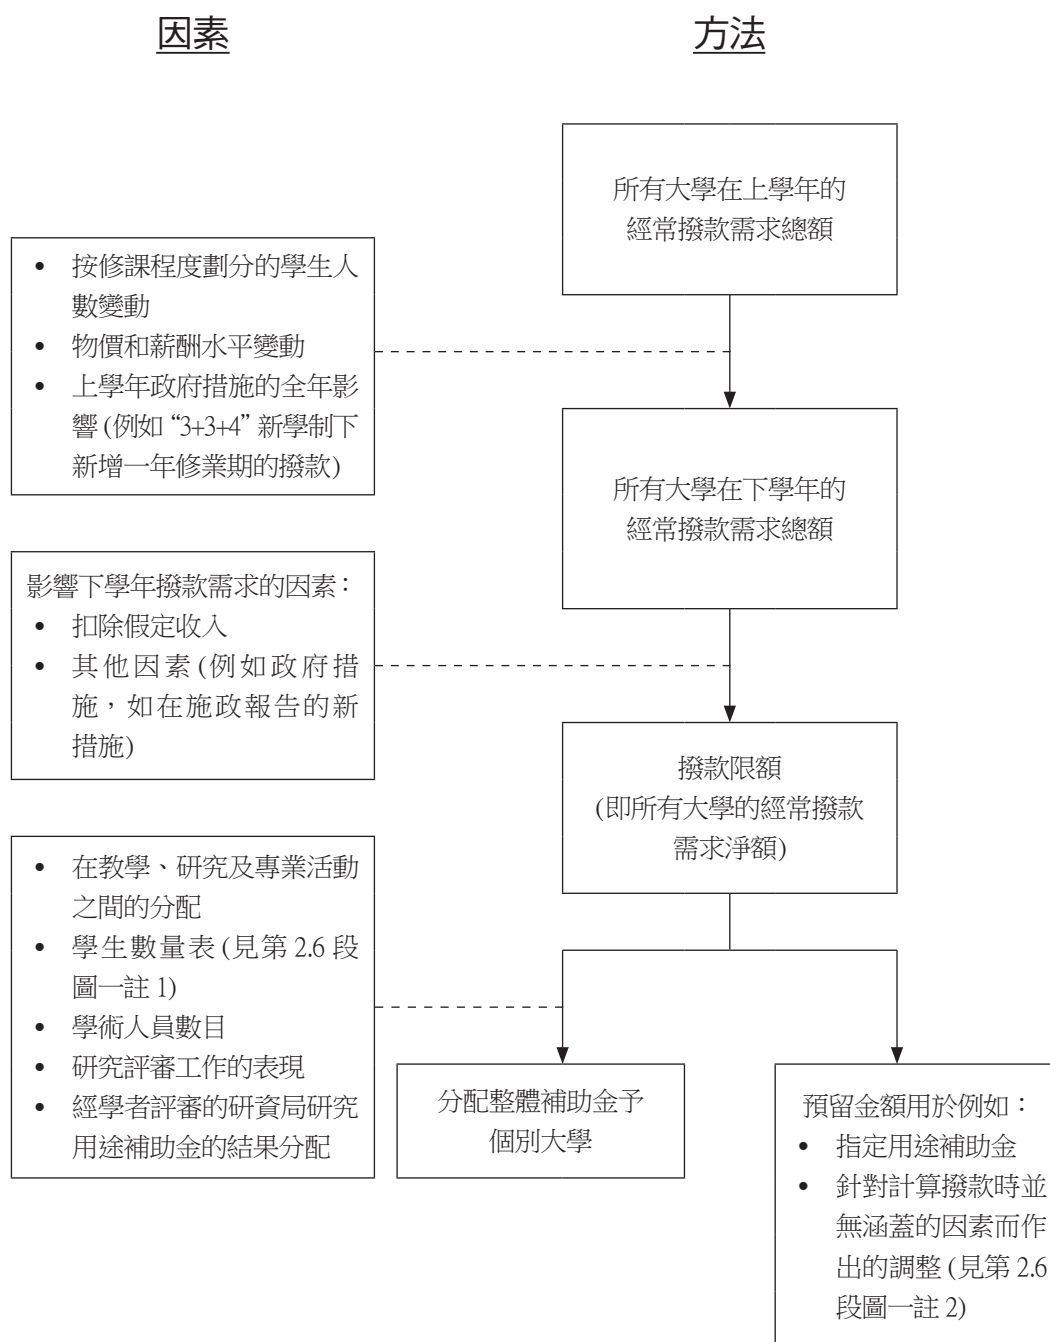 因素
方法
所有大學在上學年的
經常撥款需求總額
• 按修課程度劃分的學生人
數變動
• 物價和薪酬水平變動
• 上學年政府措施的全年影
響(例如“3+3+4”新學制下
新增一年修業期的撥款)
所有大學在下學年的
經常撥款需求總額
影響下學年撥款需求的因素：
• 扣除假定收入
• 其他因素(例如政府措
施，如在施政報告的新
措施)
撥款限額
(即所有大學的經常撥款
需求淨額)
• 在教學、研究及專業活動
之間的分配
• 學生數量表(見第 2.6 段
圖一註 1)
• 學術人員數目
• 研究評審工作的表現
• 經學者評審的研資局研究
用途補助金的結果分配
分配整體補助金予
個別大學
預留金額用於例如：
• 指定用途補助金
• 針對計算撥款時並
無涵蓋的因素而作
出的調整(見第 2.6
段圖一註 2)